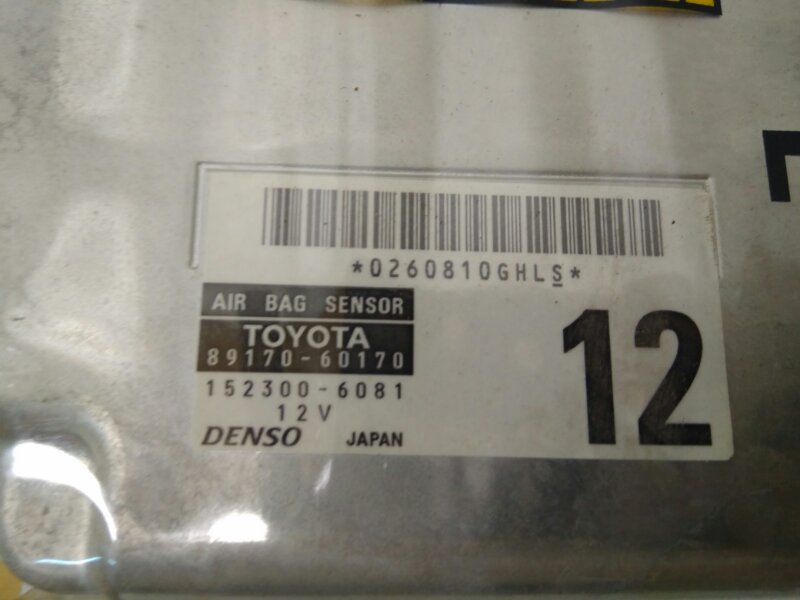 *0260810GHLS*
AIR BAG SENSOR
TOYOTA
89170-60170
152300-6081
12V
DENSO JAPAN
12